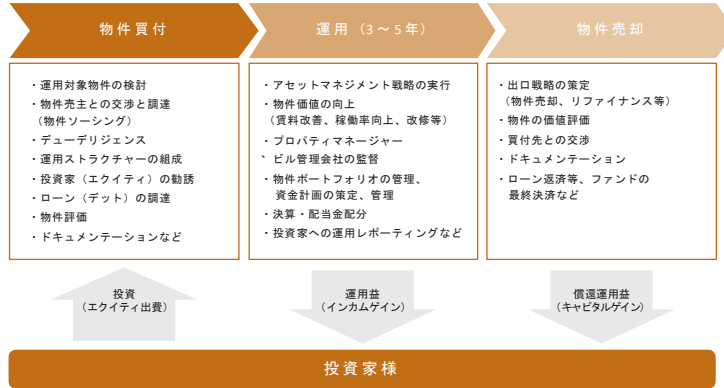 物件買付
運用（3～5年）
物件売却
・運用対象物件の検討
・物件売主との交渉と調達
（物件ソーシング）
・デューデリジェンス
・運用ストラクチャーの組成
・投資家（エクイティ）の勧誘
・ローン（デット）の調達
・物件評価
・ドキュメンテーションなど
・アセットマネジメント戦略の実行
・物件価値の向上
（賃料改善、稼働率向上、改修等）
・プロパティマネージャー
、ビル管理会社の監督
・物件ポートフォリオの管理、
資金計画の策定、管理
・決算・配当金配分
・投資家への運用レポーティングなど
・出口戦略の策定
（物件売却、リファイナンス等）
・物件の価値評価
・買付先との交渉
・ドキュメンテーション
・ローン返済等、ファンドの
最終決済など
投資
（エクイティ出費）
運用益
（インカムゲイン）
償還運用益
（キャピタルゲイン）
投資家様